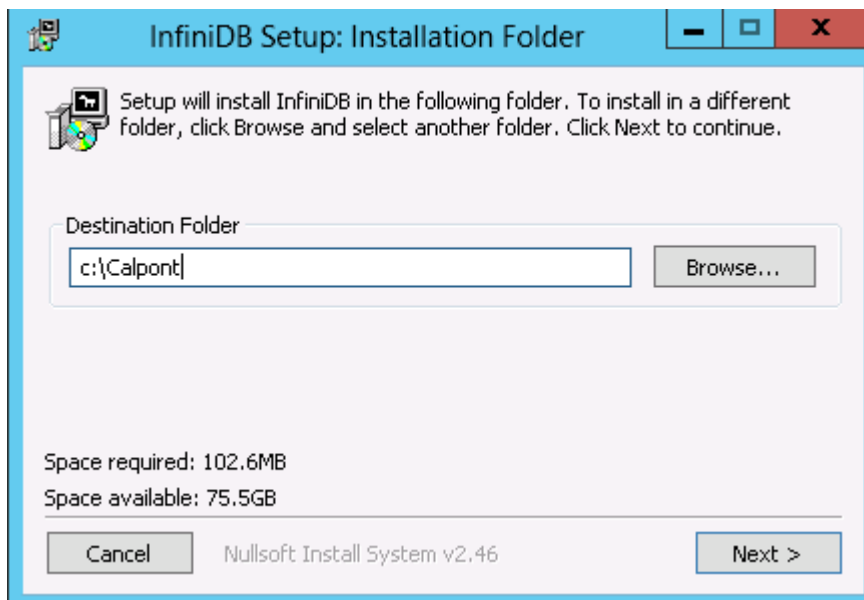 InfiniDB Setup: Installation Folder
Setup will install InfiniDB in the following folder. To install in a different
folder, click Browse and select another folder. Click Next to continue.
Destination Folder
c:\Calpont
Browse...
Space required: 102.6MB
Space available: 75.5GB
Cancel
Nullsoft Install System v2.46
Next >